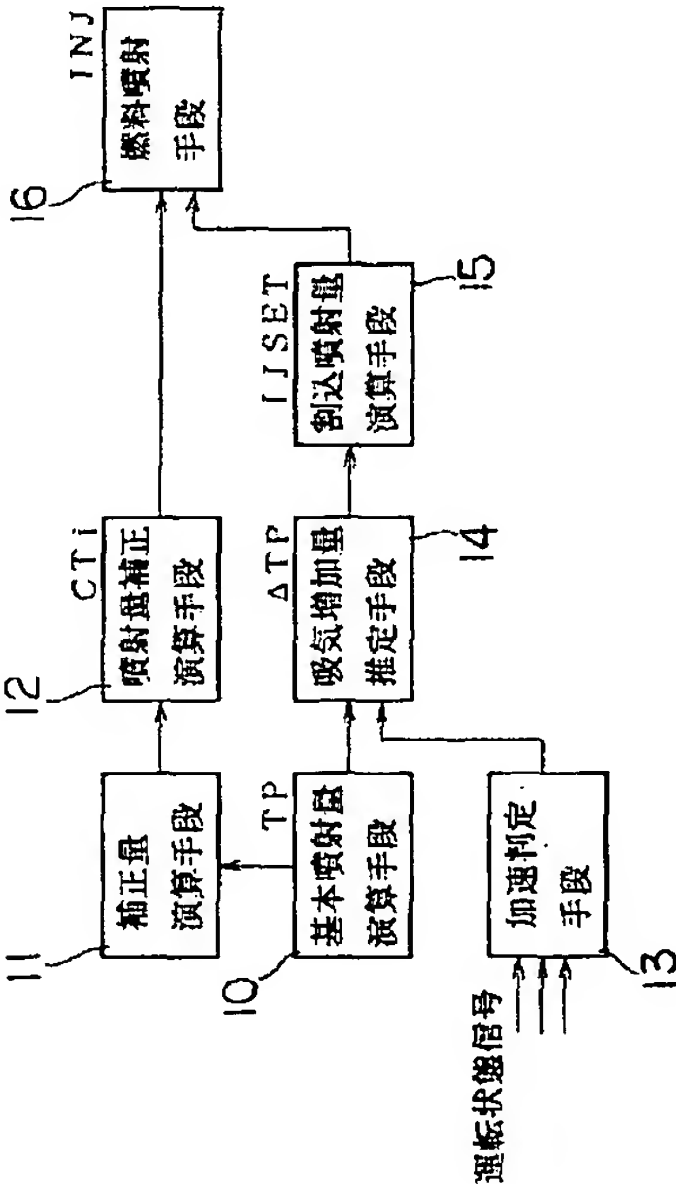 11
補正量
演算手段
12
CTi
噴射量補正
演算手段
16
INJ
燃料噴射
手段
10
TP
基本噴射量
演算手段
ΔTP
吸気増加量
推定手段
14
IJSET
割込噴射量
演算手段
15
運転状態信号
加速判定
手段
13